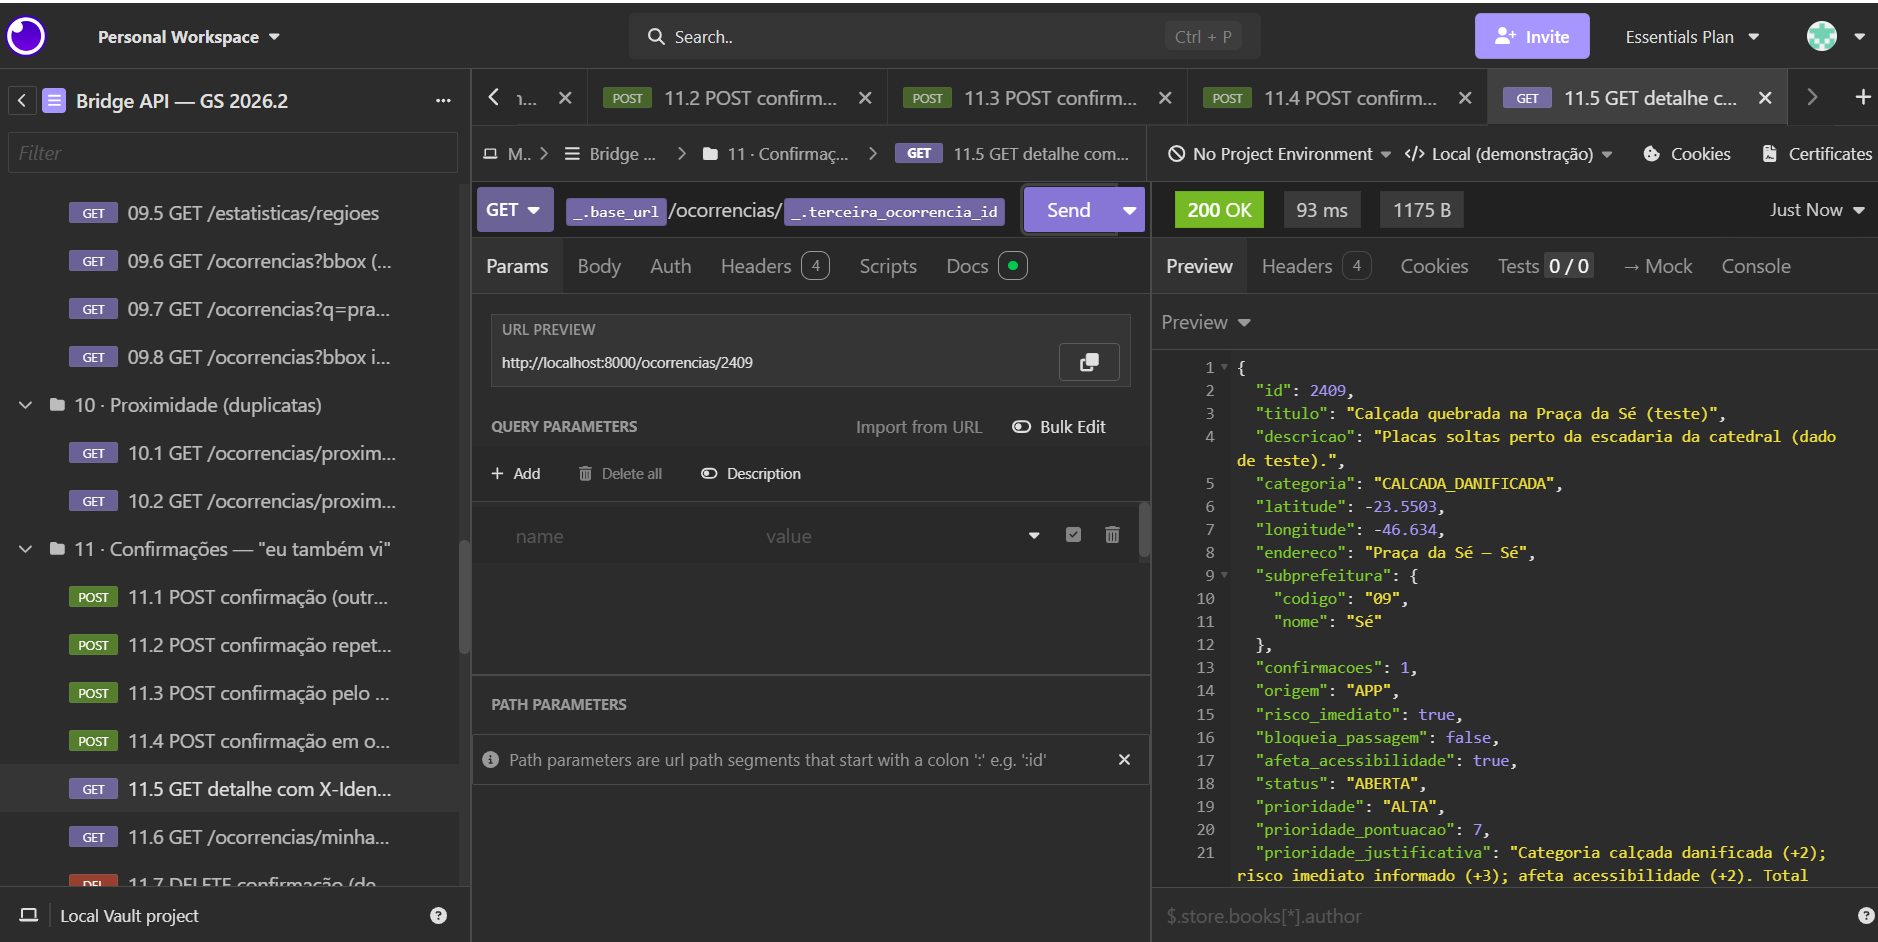 Personal Workspace
Search..
Ctrl + P
Invite
Essentials Plan
Bridge API — GS 2026.2
Filter
GET 09.5 GET /estatisticas/regioes
GET 09.6 GET /ocorrencias?bbox (...
GET 09.7 GET /ocorrencias?q=pra...
GET 09.8 GET /ocorrencias?bbox i...
10 · Proximidade (duplicatas)
GET 10.1 GET /ocorrencias/proxim...
GET 10.2 GET /ocorrencias/proxim...
11 · Confirmações — "eu também vi"
POST 11.1 POST confirmação (outr...
POST 11.2 POST confirmação repet...
POST 11.3 POST confirmação pelo ...
POST 11.4 POST confirmação em o...
GET 11.5 GET detalhe com X-Iden...
GET 11.6 GET /ocorrencias/minha...
DEL 11.7 DELETE confirmação (de...
Local Vault project
POST 11.2 POST confirm...
POST 11.3 POST confirm...
POST 11.4 POST confirm...
GET 11.5 GET detalhe c...
M.. > Bridge ... > 11 · Confirmaç... > GET 11.5 GET detalhe com...
No Project Environment
</> Local (demonstração)
Cookies
Certificates
GET _.base_url/ocorrencias/_.terceira_ocorrencia_id
Send
Params Body Auth Headers 4 Scripts Docs
URL PREVIEW
http://localhost:8000/ocorrencias/2409
QUERY PARAMETERS
Import from URL
Bulk Edit
+ Add
Delete all
Description
name value
PATH PARAMETERS
Path parameters are url path segments that start with a colon ':' e.g. ':id'
200 OK 93 ms 1175 B
Just Now
Preview Headers 4 Cookies Tests 0 / 0 → Mock Console
Preview
1 {
2 "id": 2409,
3 "titulo": "Calçada quebrada na Praça da Sé (teste)",
4 "descricao": "Placas soltas perto da escadaria da catedral (dado
de teste).",
5 "categoria": "CALCADA_DANIFICADA",
6 "latitude": -23.5503,
7 "longitude": -46.634,
8 "endereco": "Praça da Sé — Sé",
9 "subprefeitura": {
10 "codigo": "09",
11 "nome": "Sé"
12 },
13 "confirmacoes": 1,
14 "origem": "APP",
15 "risco_imediato": true,
16 "bloqueia_passagem": false,
17 "afeta_acessibilidade": true,
18 "status": "ABERTA",
19 "prioridade": "ALTA",
20 "prioridade_pontuacao": 7,
21 "prioridade_justificativa": "Categoria calçada danificada (+2);
risco imediato informado (+3); afeta acessibilidade (+2). Total
$.store.books[*].author